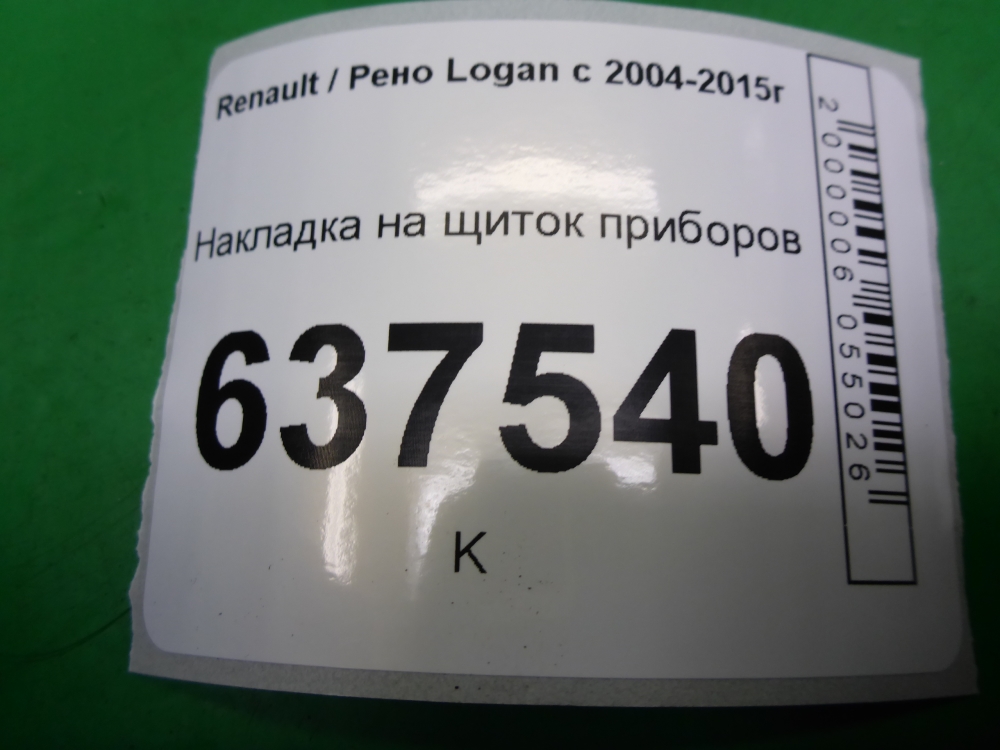 Renault / Рено Logan с 2004-2015г
Накладка на щиток приборов
637540
К
2000006055026